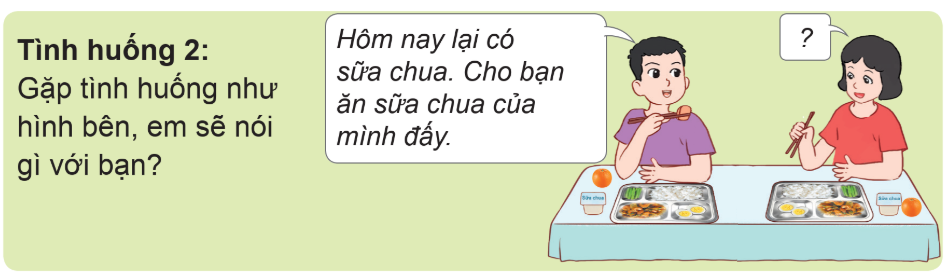 Tình huống 2:
Gặp tình huống như
hình bên, em sẽ nói
gì với bạn?
Hôm nay lại có
sữa chua. Cho bạn
ăn sữa chua của
mình đấy.
?
Sữa chua
Sữa chua